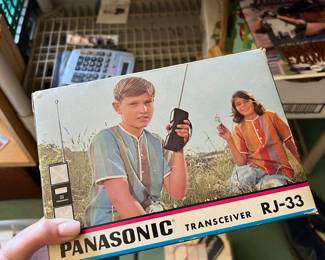 PANASONIC® TRANSCEIVER RJ-33